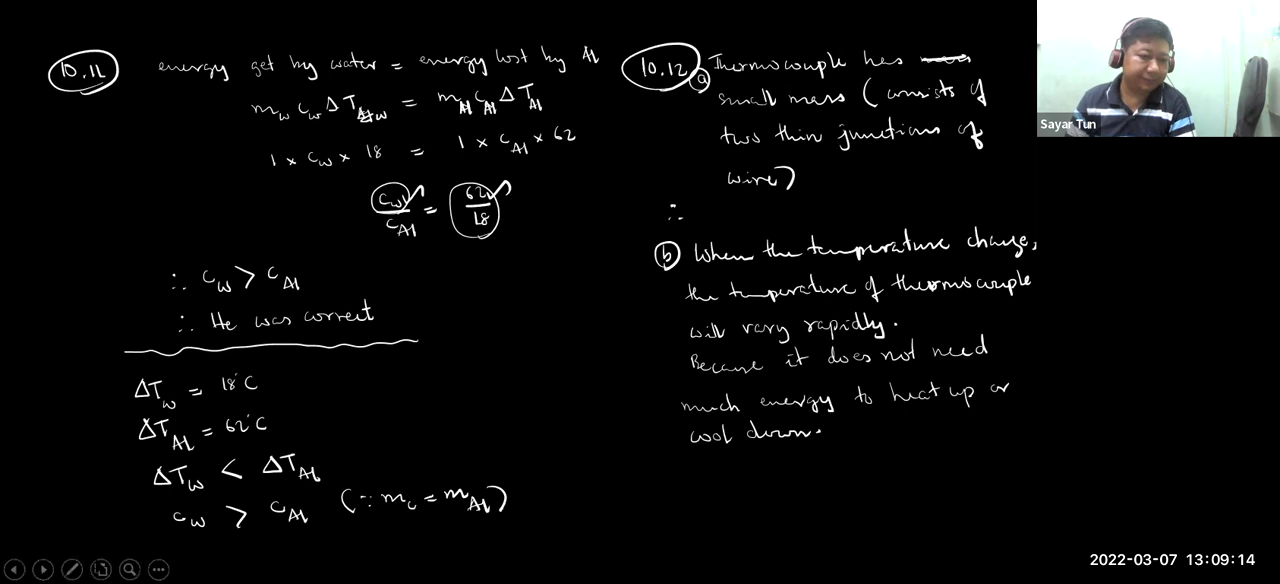 10.11 energy get by water = energy lost by Al
m_w c_w ΔT_w = m_Al c_Al ΔT_Al
1 × c_w × 18 = 1 × c_Al × 62
c_w / c_Al = 62 / 18
∴ c_w > c_Al
∴ He was correct
ΔT_w = 18°C
ΔT_Al = 62°C
ΔT_w < ΔT_Al
c_w > c_Al (∵ m_c = m_Al)
10.12 a Thermocouple has
small mass (consists of
two thin junctions of
wire)
∴
b When the temperature change,
the temperature of thermocouple
will vary rapidly.
Because it does not need
much energy to heat up or
cool down.
Sayar Tun
2022-03-07 13:09:14